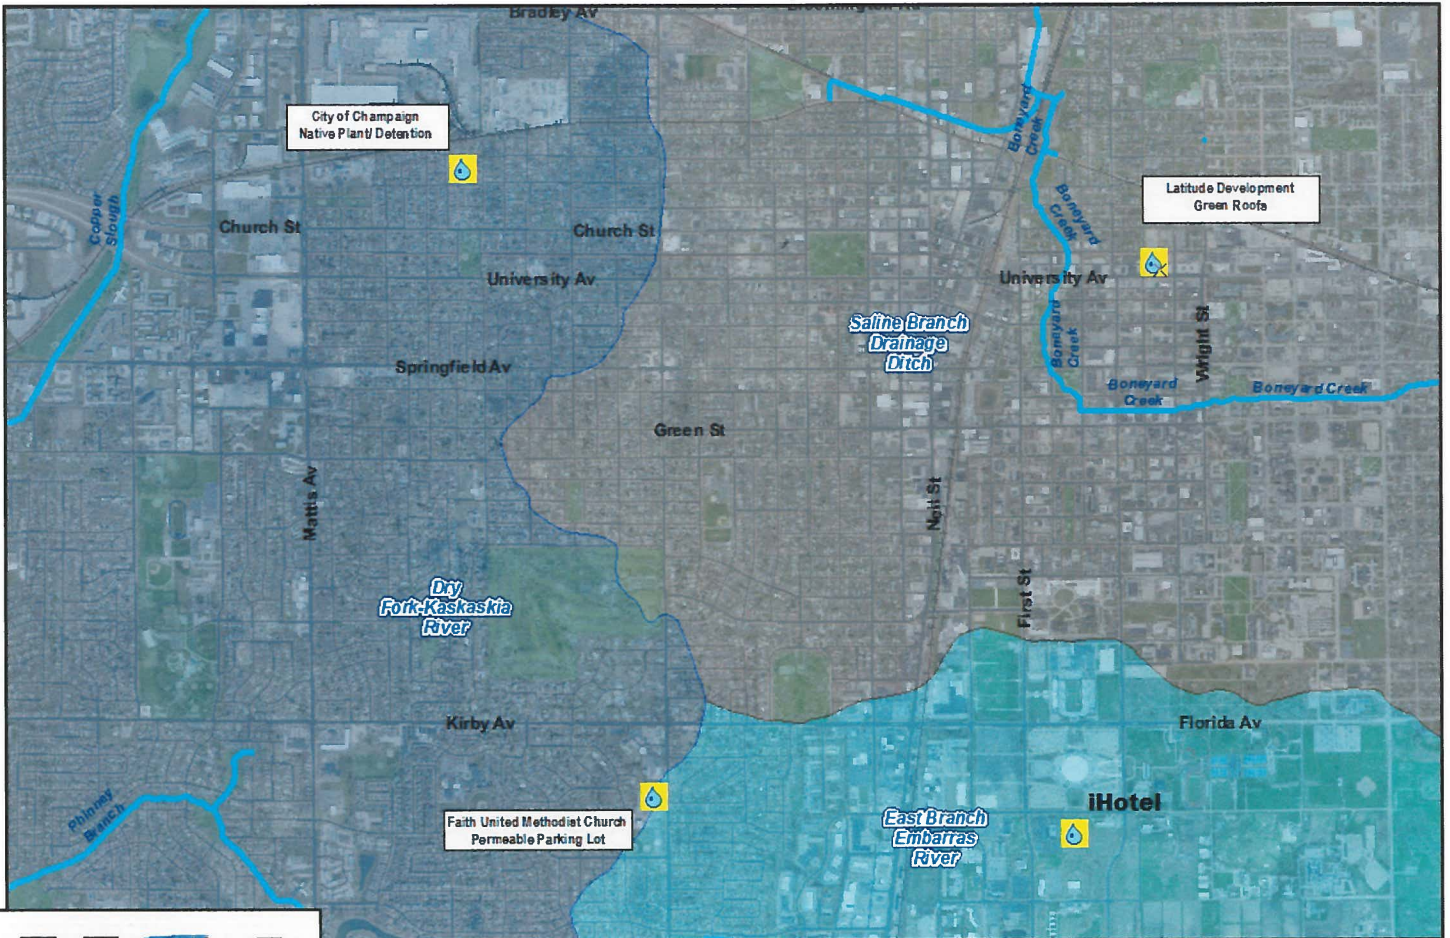 Bradley Av
City of Champaign
Native Plant/ Detention
Boneyard
Creek
Latitude Development
Green Roofs
Copper
Slough
Church St
Church St
Boneyard
Creek
University Av
University Av
Saline Branch
Drainage
Ditch
Boneyard
Creek
Wright St
Springfield Av
Boneyard
Creek
Boneyard Creek
Green St
Mattis Av
Neil St
First St
Dry
Fork-Kaskaskia
River
Kirby Av
Florida Av
Phinney
Branch
iHotel
Faith United Methodist Church
Permeable Parking Lot
East Branch
Embarras
River